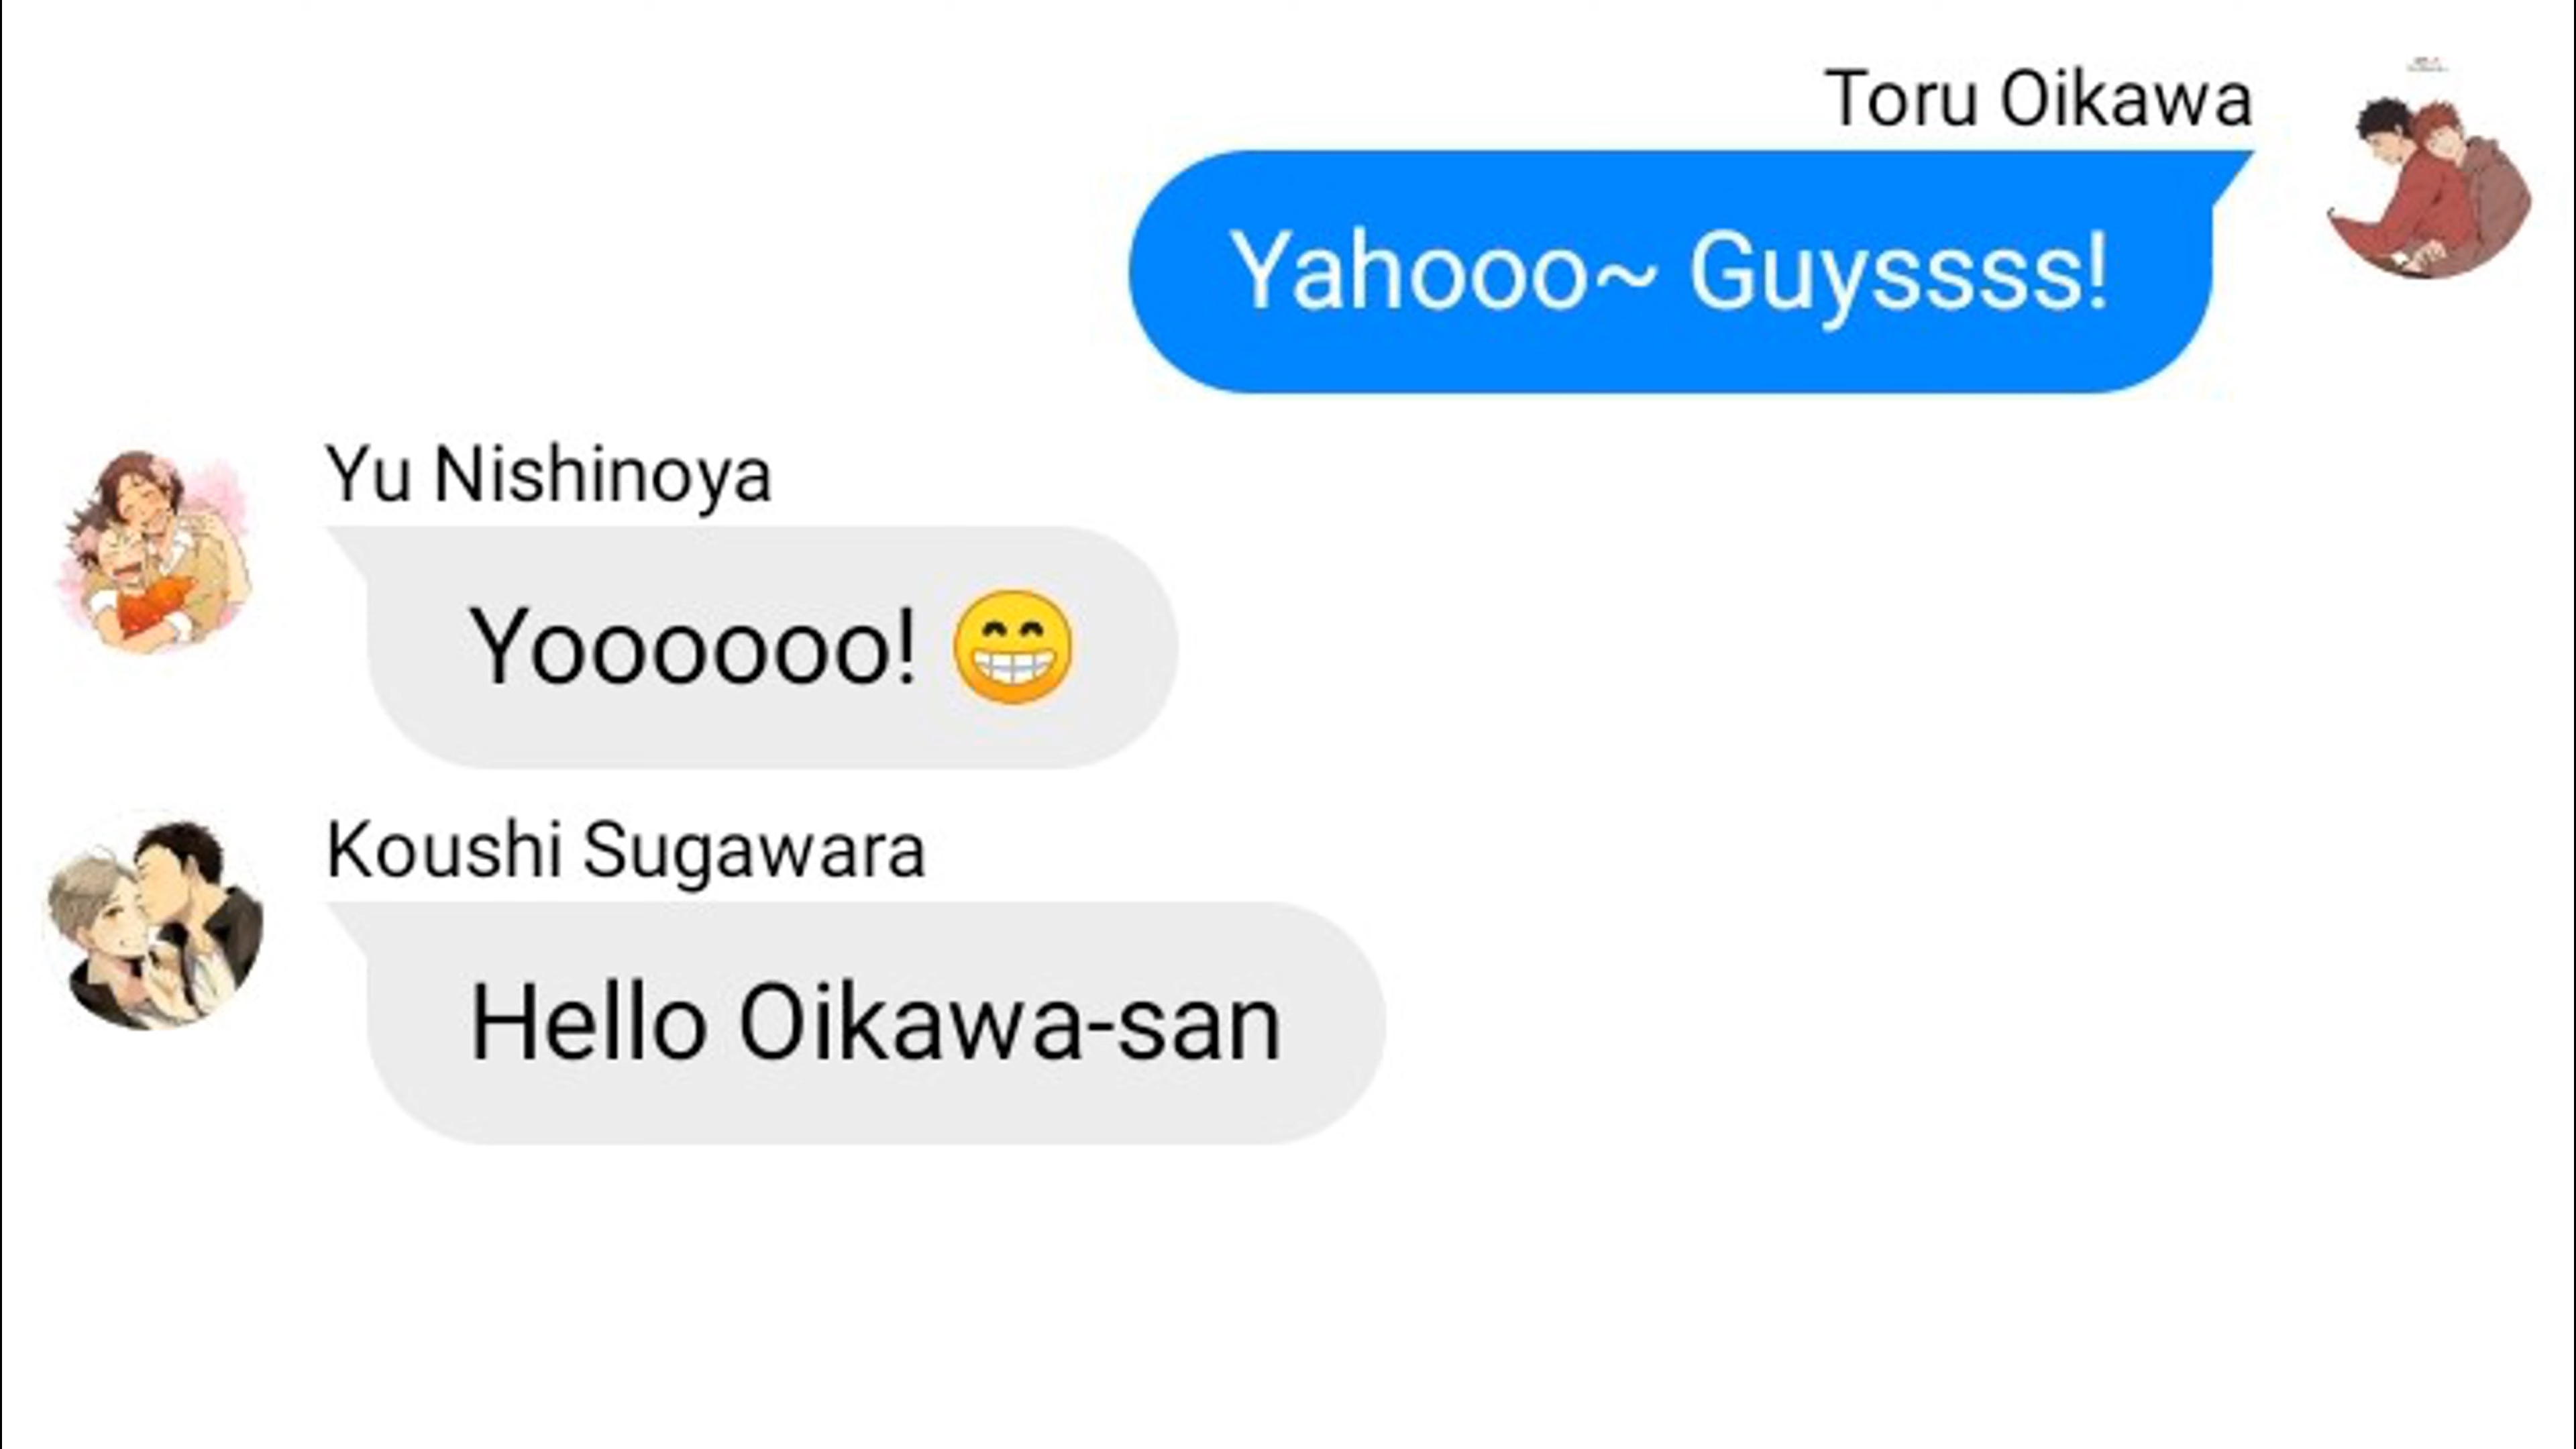 Toru Oikawa
Yahooo~ Guyssss!
Yu Nishinoya
Yoooooo! 😁
Koushi Sugawara
Hello Oikawa-san